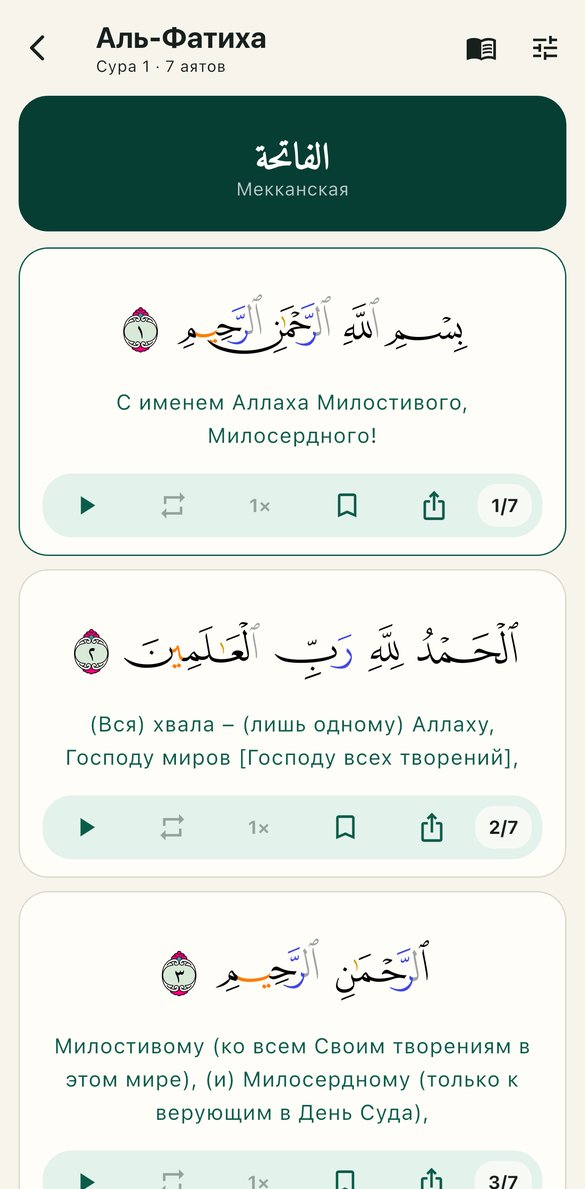 Аль-Фатиха
Сура 1 · 7 аятов
الفاتحة
Мекканская
بِسْمِ ٱللَّهِ ٱلرَّحْمَٰنِ ٱلرَّحِيمِ ١
С именем Аллаха Милостивого,
Милосердного!
1×
1/7
ٱلْحَمْدُ لِلَّهِ رَبِّ ٱلْعَٰلَمِينَ ٢
(Вся) хвала – (лишь одному) Аллаху,
Господу миров [Господу всех творений],
1×
2/7
ٱلرَّحْمَٰنِ ٱلرَّحِيمِ ٣
Милостивому (ко всем Своим творениям в
этом мире), (и) Милосердному (только к
верующим в День Суда),
1×
3/7